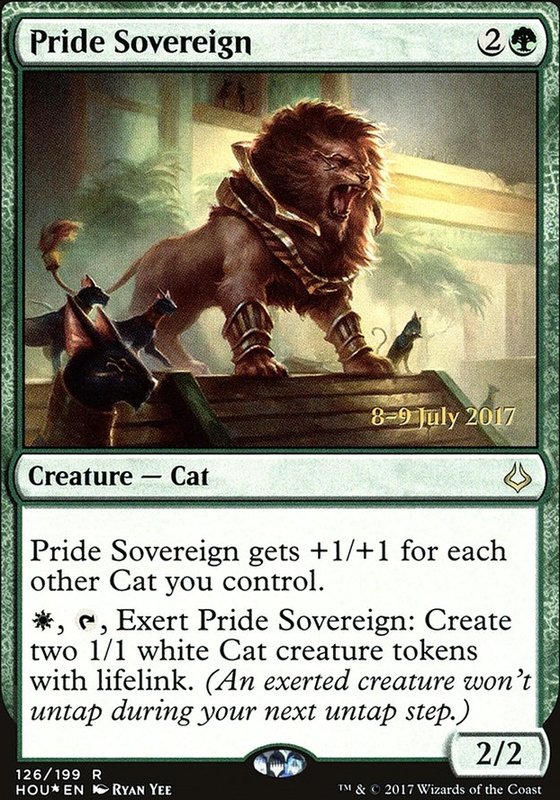 Pride Sovereign 2
8–9 July 2017
Creature — Cat
Pride Sovereign gets +1/+1 for each
other Cat you control.
, , Exert Pride Sovereign: Create
two 1/1 white Cat creature tokens
with lifelink. (An exerted creature won't
untap during your next untap step.)
2/2
126/199 R
HOU★EN Ryan Yee
™ & © 2017 Wizards of the Coast